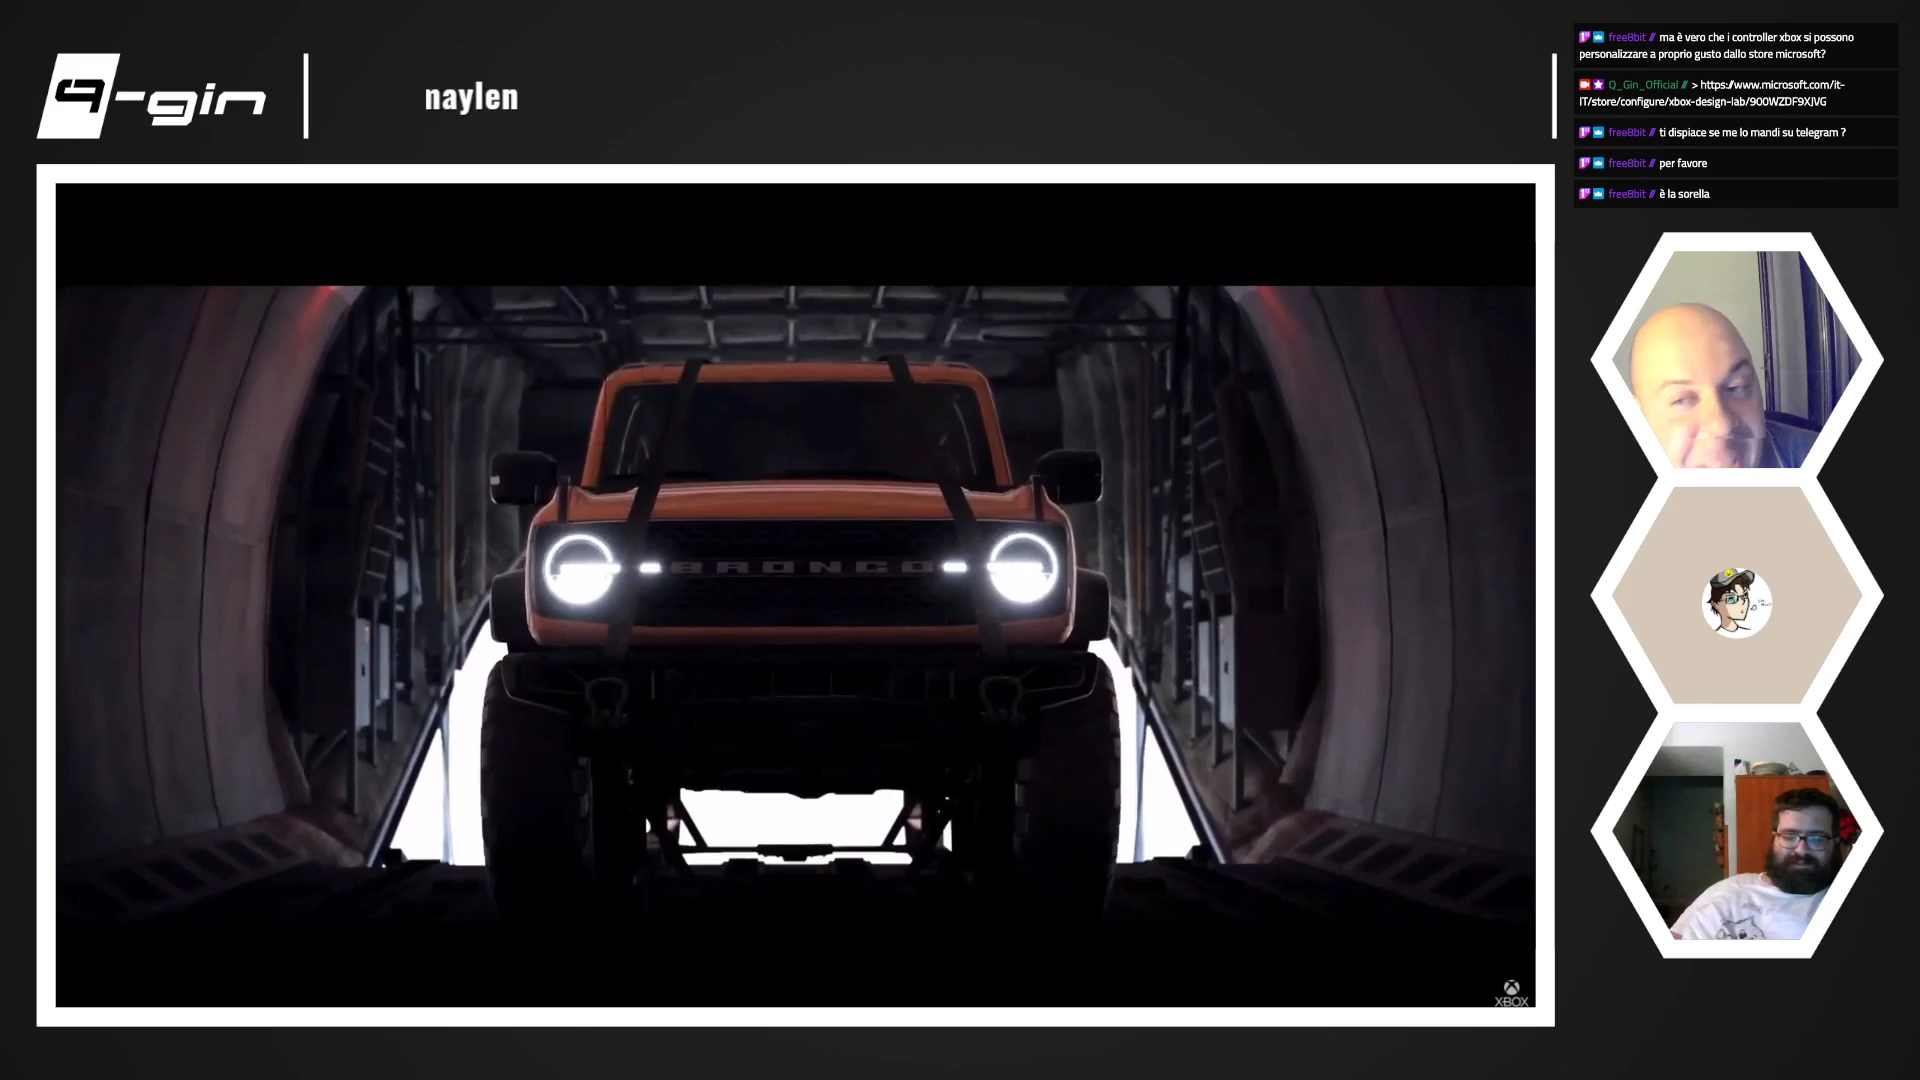 q-gin
naylen
free8bit // ma è vero che i controller xbox si possono
personalizzare a proprio gusto dallo store microsoft?
Q_Gin_Official // > https://www.microsoft.com/it-
IT/store/configure/xbox-design-lab/900WZDF9XJVG
free8bit // ti dispiace se me lo mandi su telegram ?
free8bit // per favore
free8bit // è la sorella
BRONCO
XBOX